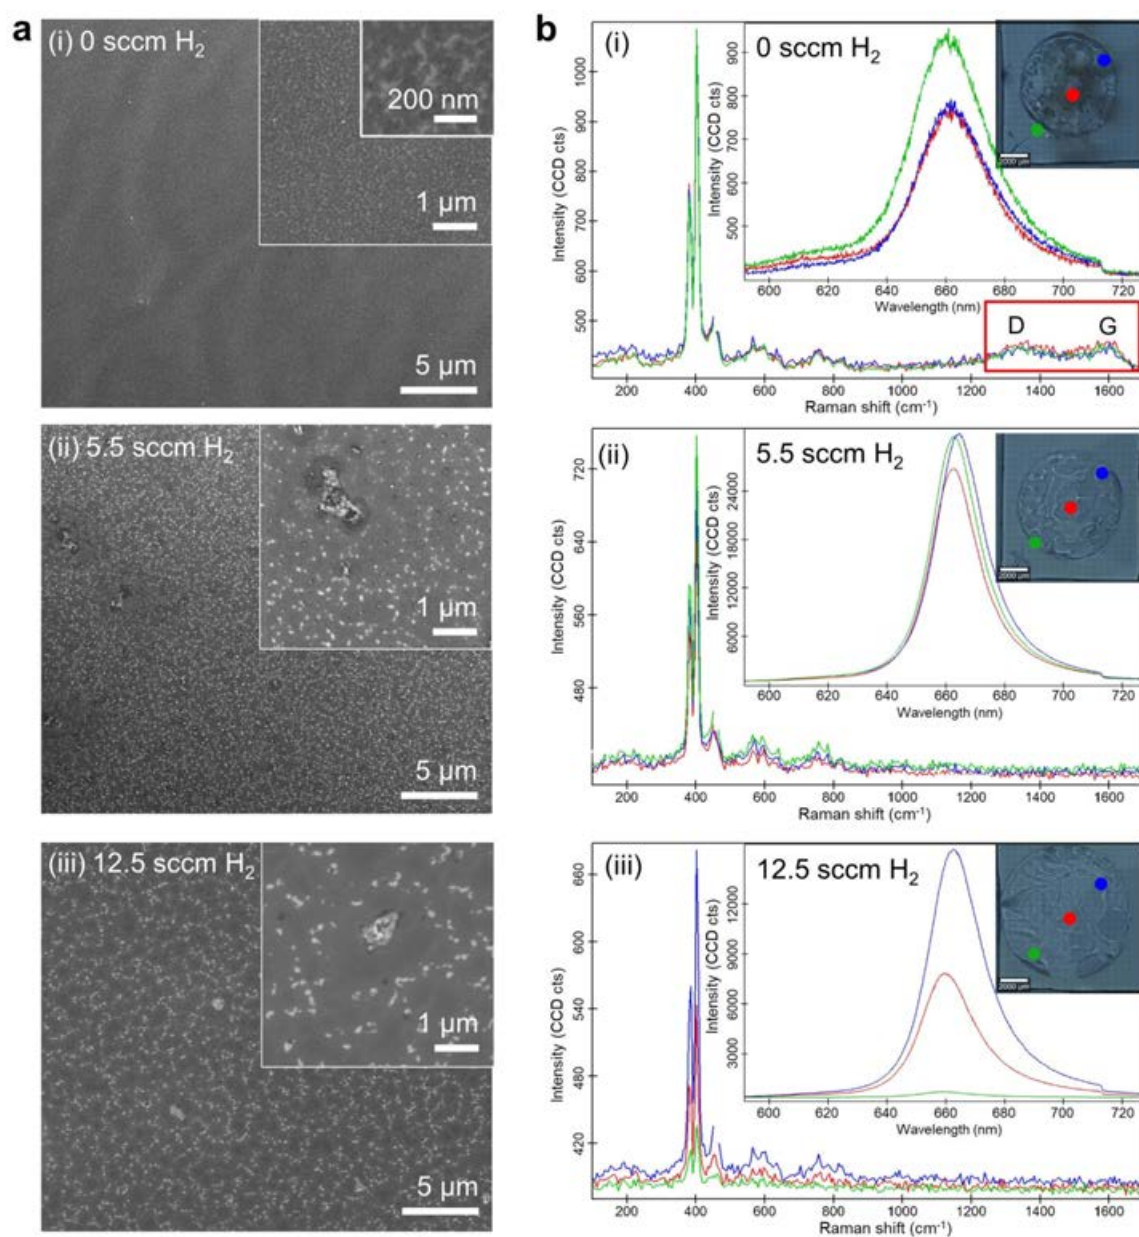 a
(i) 0 sccm H₂
200 nm
1 µm
5 µm
(ii) 5.5 sccm H₂
1 µm
5 µm
(iii) 12.5 sccm H₂
1 µm
5 µm
b
(i)
0 sccm H₂
Intensity (CCD cts)
450 500 600 700 800 900 1000
Intensity (CCD cts)
500 600 700 800 900
600 620 640 660 680 700 720
Wavelength (nm)
2000 µm
D G
200 400 600 800 1000 1200 1400 1600
Raman shift (cm⁻¹)
(ii)
5.5 sccm H₂
Intensity (CCD cts)
480 560 640 720
Intensity (CCD cts)
6000 12000 18000 24000
600 620 640 660 680 700 720
Wavelength (nm)
2000 µm
200 400 600 800 1000 1200 1400 1600
Raman shift (cm⁻¹)
(iii)
12.5 sccm H₂
Intensity (CCD cts)
420 480 540 600 660
Intensity (CCD cts)
3000 6000 9000 12000
600 620 640 660 680 700 720
Wavelength (nm)
2000 µm
200 400 600 800 1000 1200 1400 1600
Raman shift (cm⁻¹)